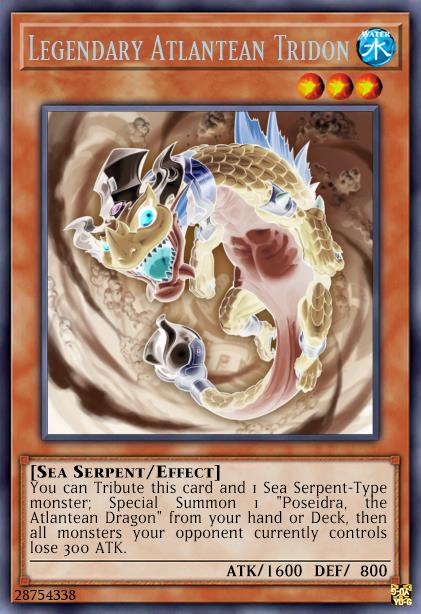 Legendary Atlantean Tridon
WATER
水
[Sea Serpent/Effect]
You can Tribute this card and 1 Sea Serpent-Type
monster; Special Summon 1 "Poseidra, the
Atlantean Dragon" from your hand or Deck, then
all monsters your opponent currently controls
lose 300 ATK.
ATK/1600 DEF/ 800
28754338